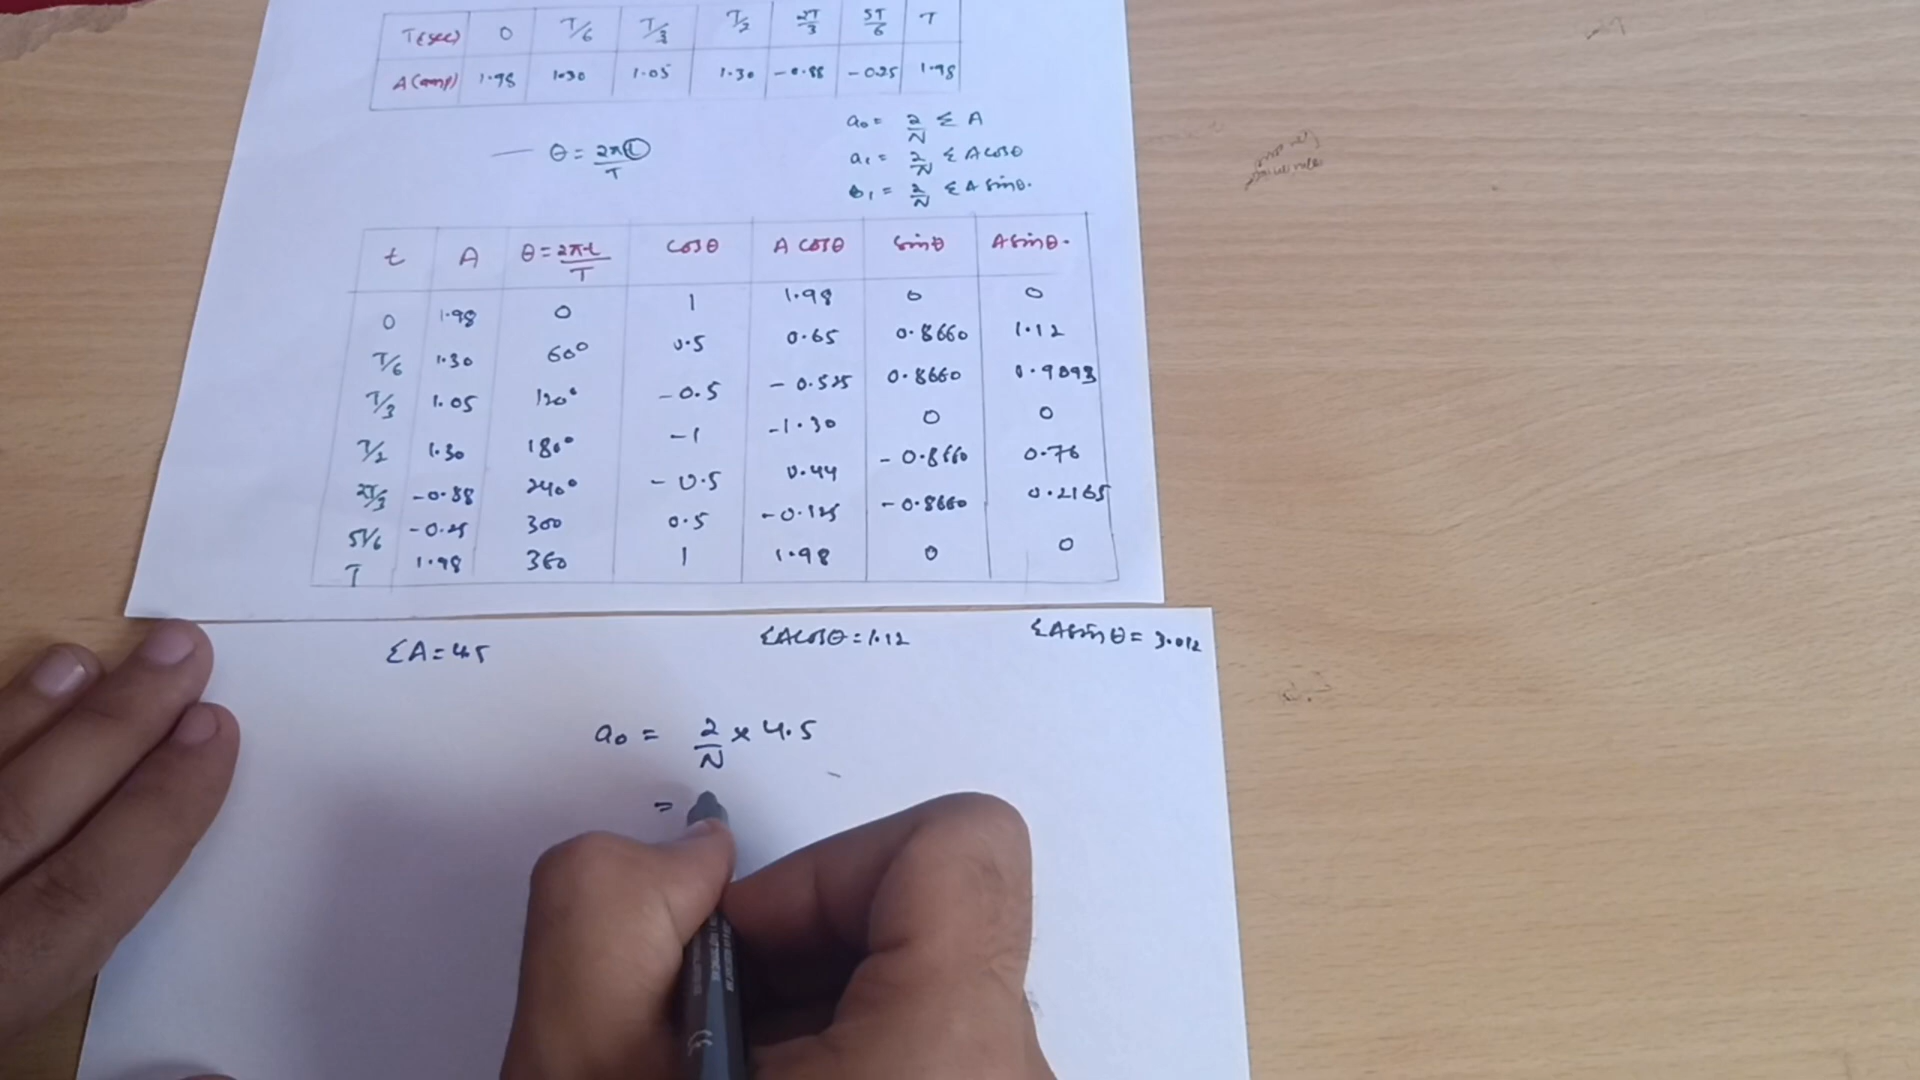 T(sec) 0 T/6 T/3 T/2 2T/3 5T/6 T
A(amp) 1.98 1.30 1.05 1.30 -0.88 -0.25 1.98
θ = 2πt/T
a₀ = 2/N Σ A
a₁ = 2/N Σ A cosθ
b₁ = 2/N Σ A sinθ.
t A θ = 2πt/T cosθ A cosθ sinθ A sinθ.
0 1.98 0 1 1.98 0 0
T/6 1.30 60° 0.5 0.65 0.8660 1.12
T/3 1.05 120° -0.5 -0.525 0.8660 0.9093
T/2 1.30 180° -1 -1.30 0 0
2T/3 -0.88 240° -0.5 0.44 -0.8660 0.76
5T/6 -0.25 300 0.5 -0.125 -0.8660 0.2165
T 1.98 360 1 1.98 0 0
ΣA = 4.5 ΣA cosθ = 1.12 ΣA sinθ = 3.012
a₀ = 2/N × 4.5
=